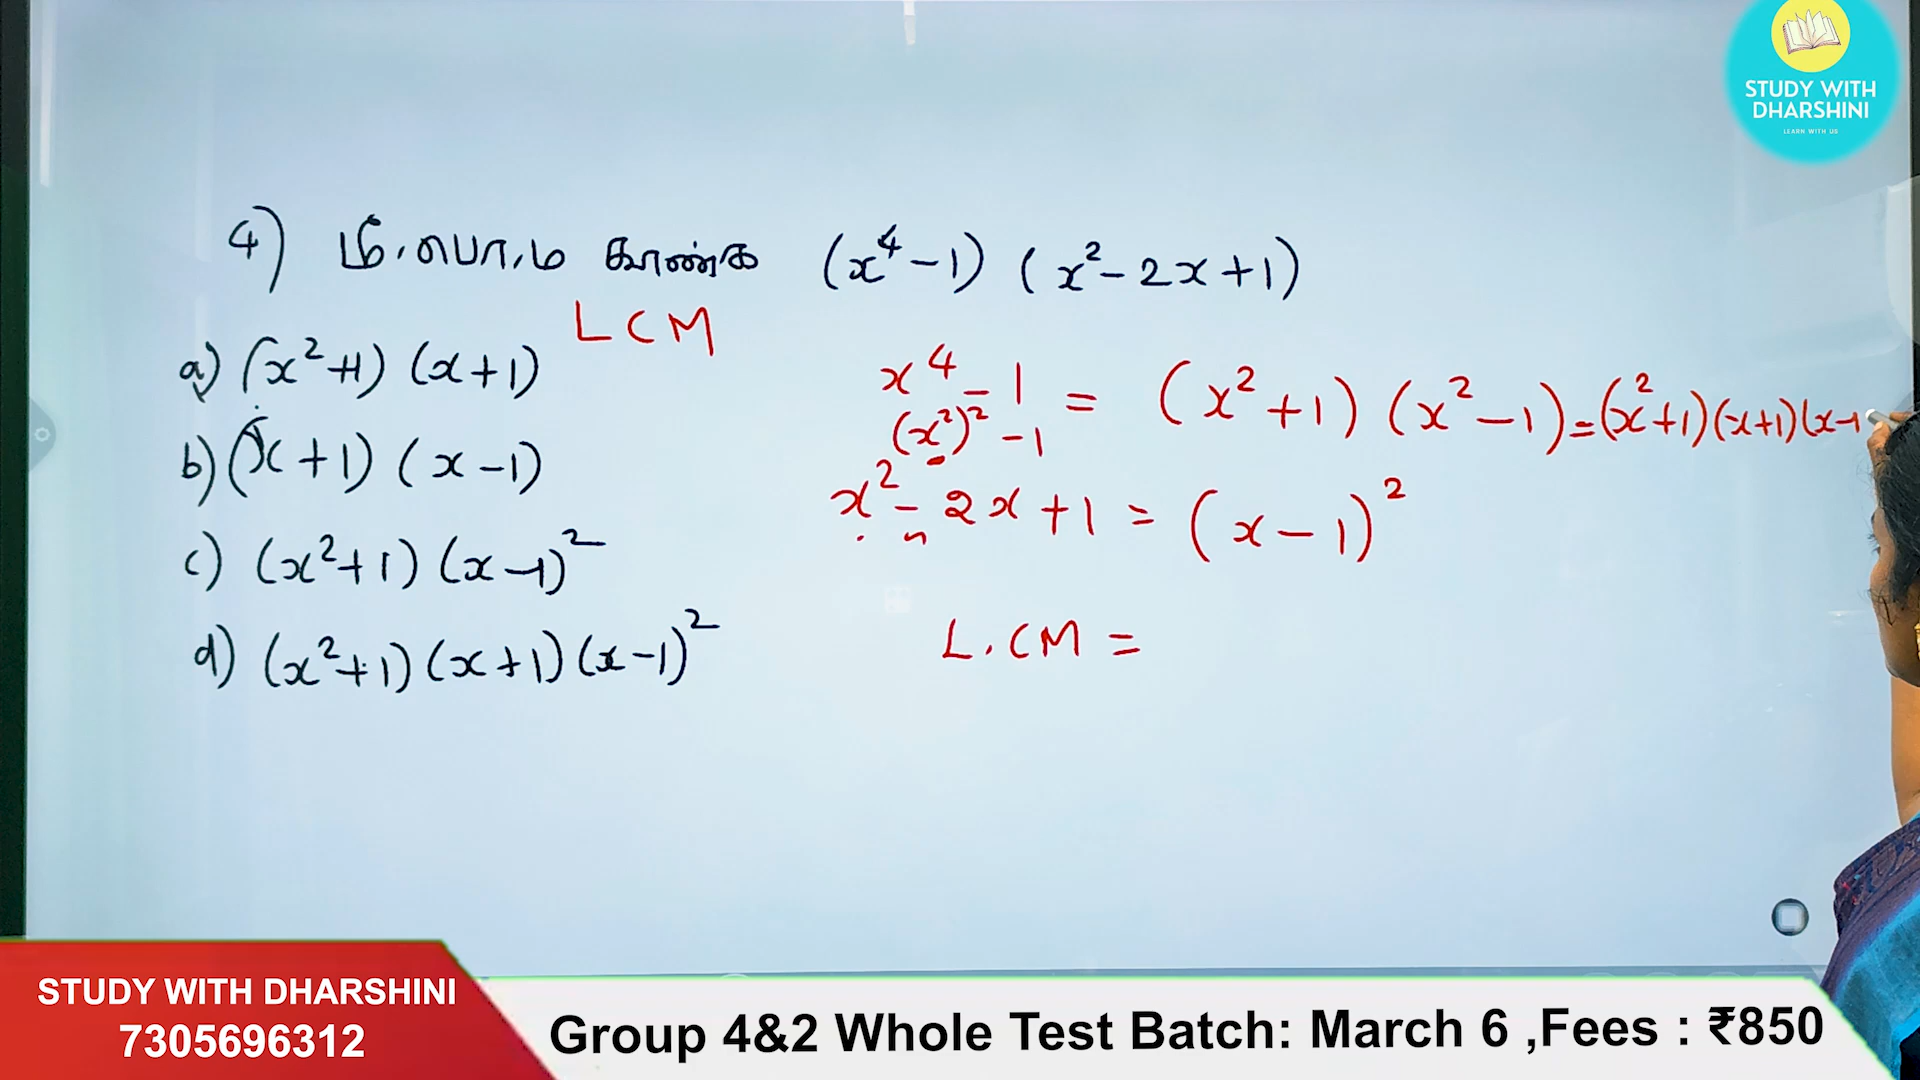 STUDY WITH
DHARSHINI
LEARN WITH US
4) மீ.பொ.ம காண்க (x⁴-1) (x²-2x+1)
LCM
a) (x²+1) (x+1)
b) (x+1) (x-1)
c) (x²+1) (x-1)²
d) (x²+1) (x+1) (x-1)²
x⁴-1 = (x²+1) (x²-1) = (x²+1) (x+1) (x-1
(x²)²-1
x²-2x+1 = (x-1)²
L.CM =
STUDY WITH DHARSHINI
7305696312
Group 4&2 Whole Test Batch: March 6 ,Fees : ₹850